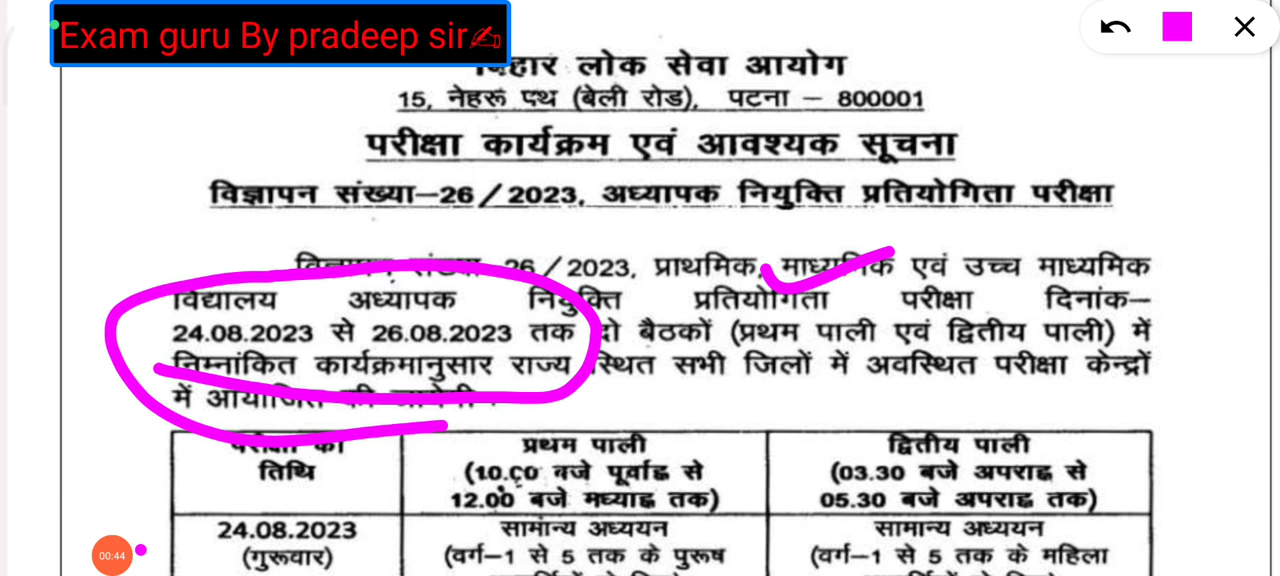 Exam guru By pradeep sir✍
बिहार लोक सेवा आयोग
15, नेहरू पथ (बेली रोड), पटना – 800001
परीक्षा कार्यक्रम एवं आवश्यक सूचना
विज्ञापन संख्या–26/2023, अध्यापक नियुक्ति प्रतियोगिता परीक्षा
विज्ञापन संख्या 26/2023, प्राथमिक, माध्यमिक एवं उच्च माध्यमिक
विद्यालय अध्यापक नियुक्ति प्रतियोगिता परीक्षा दिनांक–
24.08.2023 से 26.08.2023 तक दो बैठकों (प्रथम पाली एवं द्वितीय पाली) में
निम्नांकित कार्यक्रमानुसार राज्य स्थित सभी जिलों में अवस्थित परीक्षा केन्द्रों
में आयोजित की जायेगी
परीक्षा की तिथि
प्रथम पाली
(10.00 बजे पूर्वाह्न से
12.00 बजे मध्याह्न तक)
द्वितीय पाली
(03.30 बजे अपराह्न से
05.30 बजे अपराह्न तक)
24.08.2023
(गुरूवार)
सामान्य अध्ययन
(वर्ग–1 से 5 तक के पुरूष
सामान्य अध्ययन
(वर्ग–1 से 5 तक के महिला
00:44